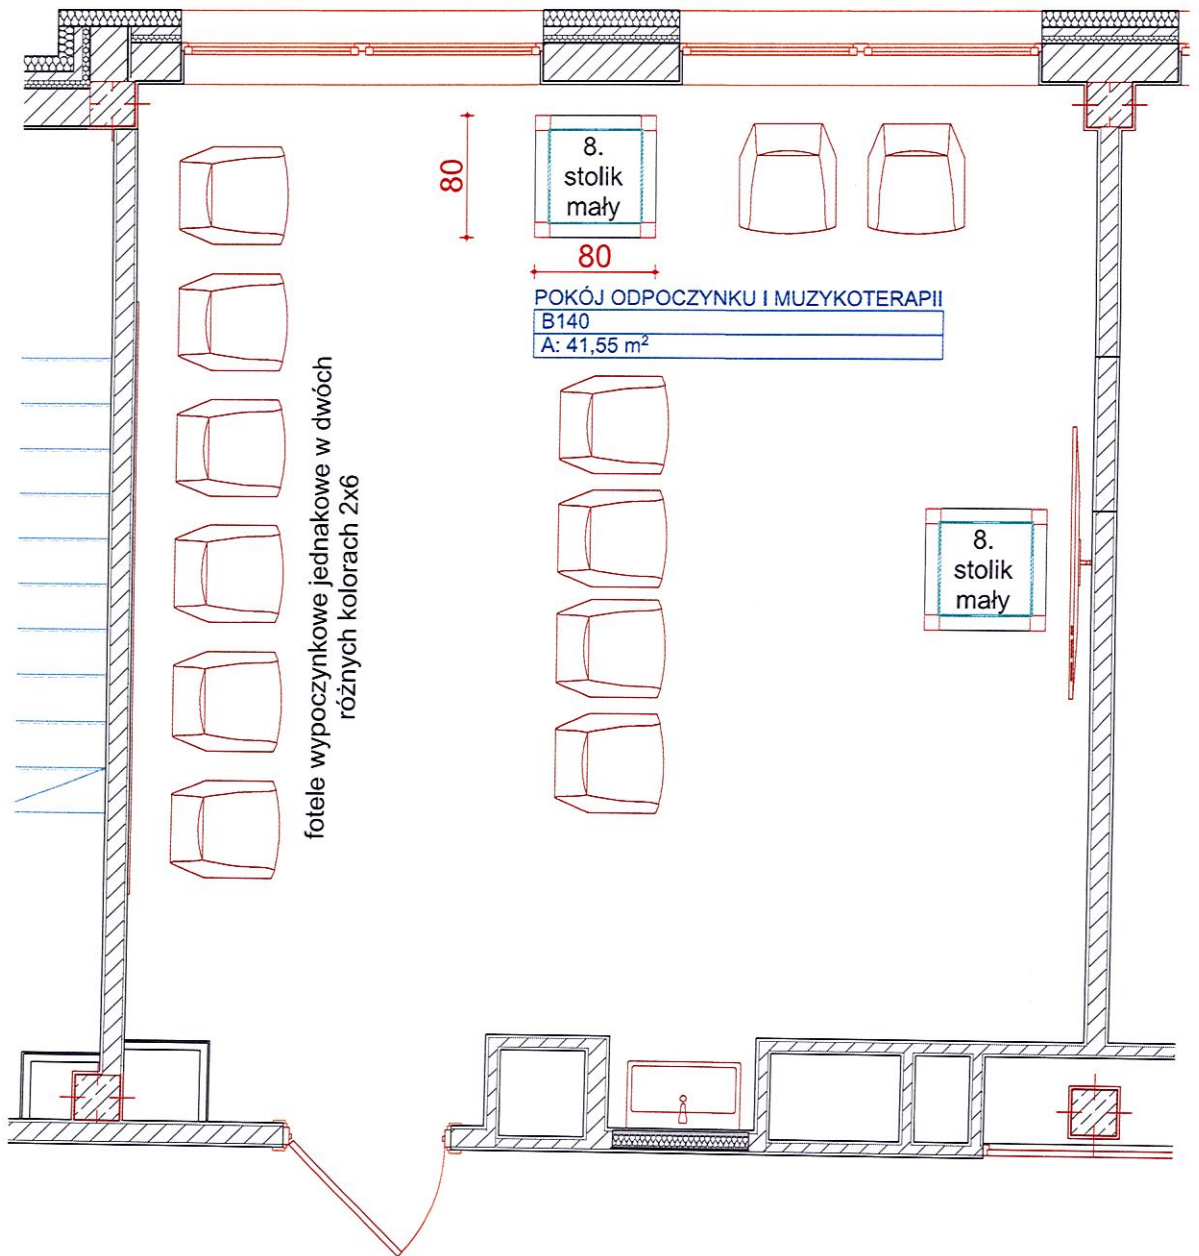 8.
stolik
mały
80
80
POKÓJ ODPOCZYNKU I MUZYKOTERAPII
B140
A: 41,55 m²
fotele wypoczynkowe jednakowe w dwóch
różnych kolorach 2x6
8.
stolik
mały